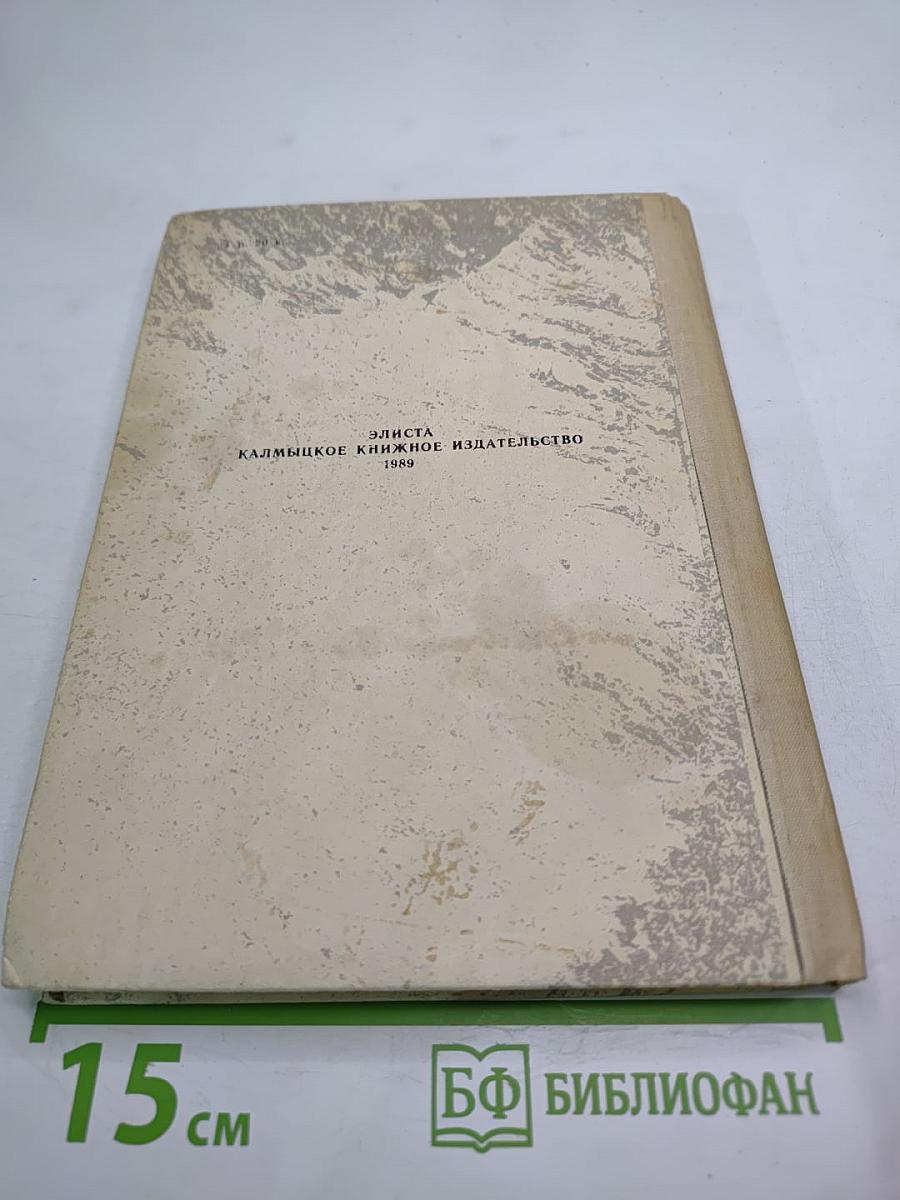 ЭЛИСТА
КАЛМЫЦКОЕ КНИЖНОЕ ИЗДАТЕЛЬСТВО
1989
15 см
БФ БИБЛИОФАН